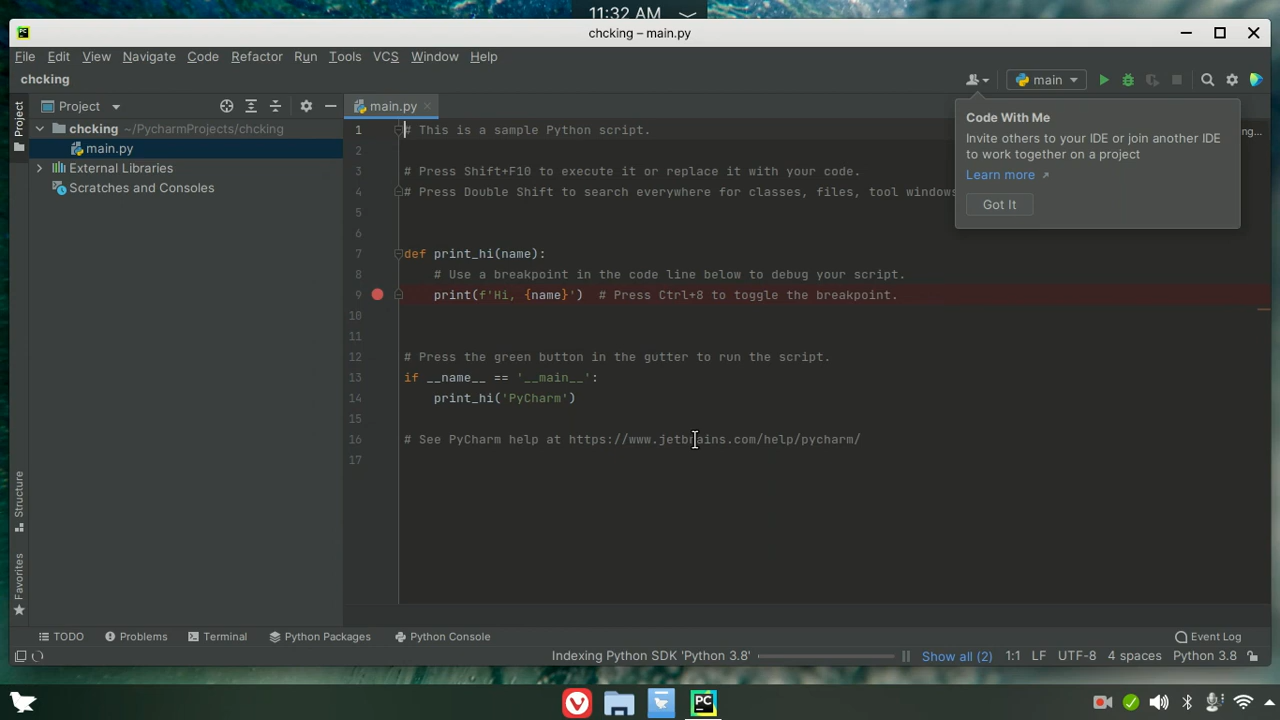 11:32 AM
chcking – main.py
File Edit View Navigate Code Refactor Run Tools VCS Window Help
chcking
main
Project
main.py
Code With Me
Invite others to your IDE or join another IDE
to work together on a project
Learn more
Got It
Project
chcking ~/PycharmProjects/chcking
main.py
External Libraries
Scratches and Consoles
1 # This is a sample Python script.
2
3 # Press Shift+F10 to execute it or replace it with your code.
4 # Press Double Shift to search everywhere for classes, files, tool windows
5
6
7 def print_hi(name):
8 # Use a breakpoint in the code line below to debug your script.
9 print(f'Hi, {name}') # Press Ctrl+8 to toggle the breakpoint.
10
11
12 # Press the green button in the gutter to run the script.
13 if __name__ == '__main__':
14 print_hi('PyCharm')
15
16 # See PyCharm help at https://www.jetbrains.com/help/pycharm/
17
Structure
Favorites
TODO Problems Terminal Python Packages Python Console Event Log
Indexing Python SDK 'Python 3.8' Show all (2) 1:1 LF UTF-8 4 spaces Python 3.8
PC